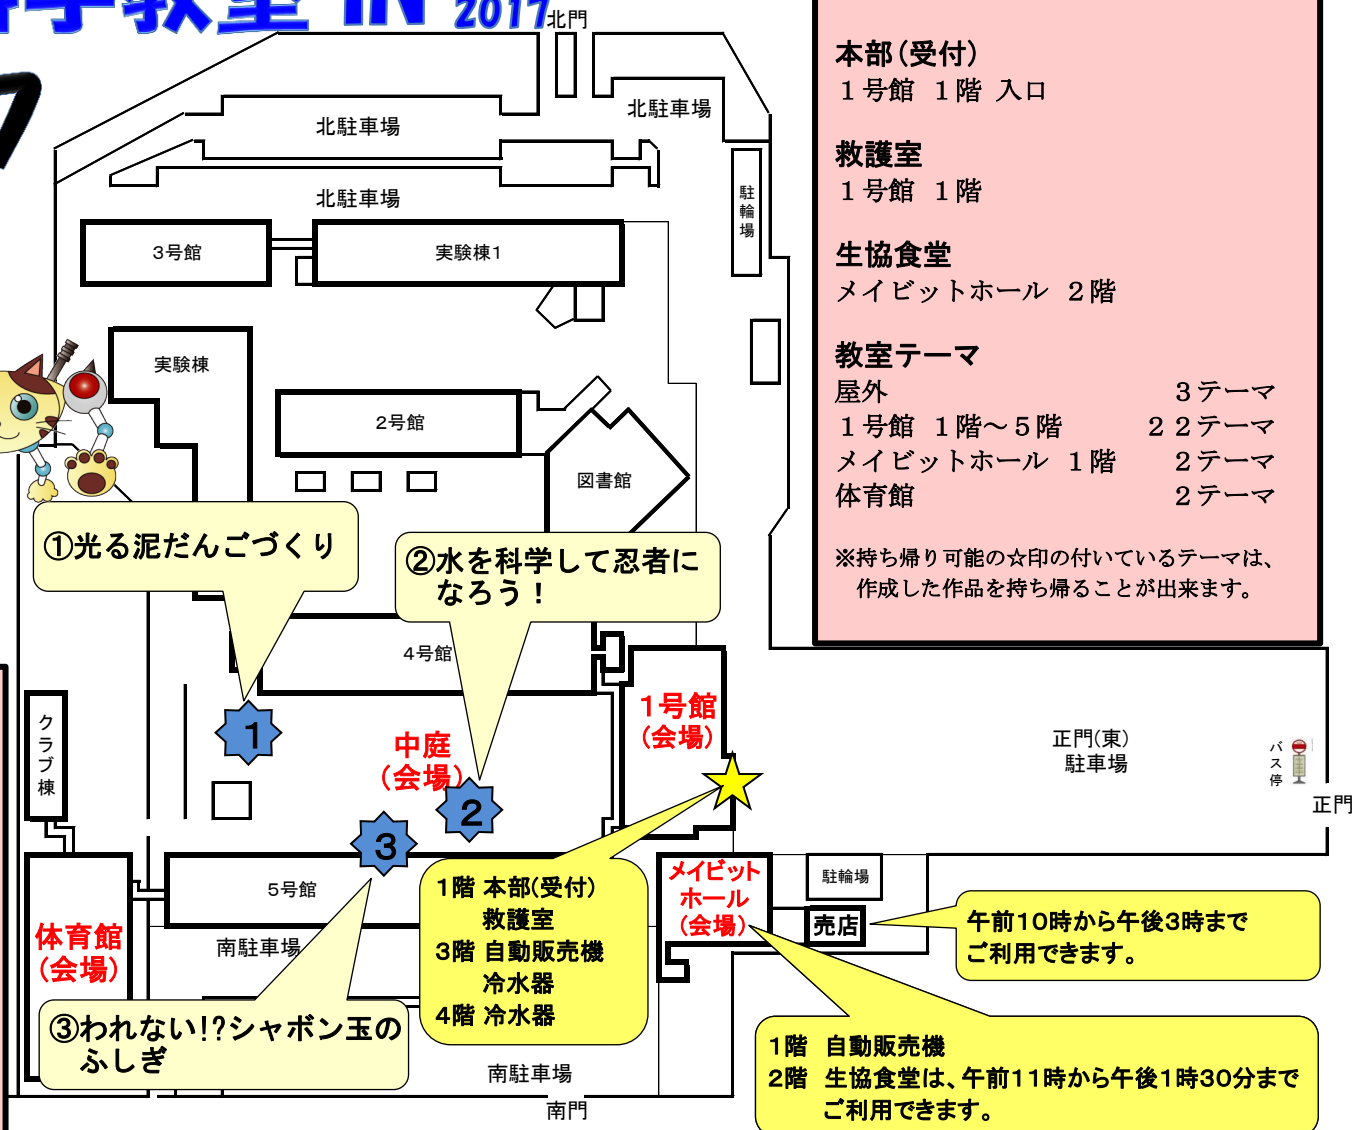 教室 IN 2017
北門
本部(受付)
１号館 １階 入口
救護室
１号館 １階
生協食堂
メイビットホール ２階
教室テーマ
屋外 ３テーマ
１号館 １階～５階 ２２テーマ
メイビットホール １階 ２テーマ
体育館 ２テーマ
※持ち帰り可能の☆印の付いているテーマは、
作成した作品を持ち帰ることが出来ます。
北駐車場
北駐車場
北駐車場
駐輪場
3号館
実験棟1
実験棟
2号館
図書館
①光る泥だんごづくり
②水を科学して忍者に
なろう！
4号館
1号館
(会場)
クラブ棟
1
中庭
(会場)
2
3
正門(東)
駐車場
バス停
正門
5号館
体育館
(会場)
南駐車場
1階 本部(受付)
救護室
3階 自動販売機
冷水器
4階 冷水器
メイビット
ホール
(会場)
駐輪場
売店
午前10時から午後3時まで
ご利用できます。
③われない!?シャボン玉の
ふしぎ
南駐車場
南門
1階 自動販売機
2階 生協食堂は、午前11時から午後1時30分まで
ご利用できます。